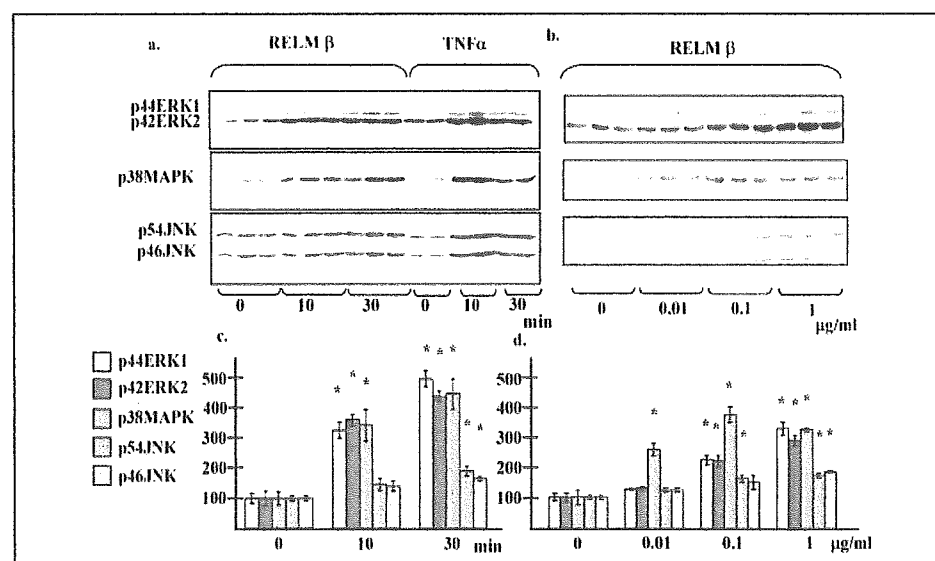 a.
RELM β
TNFα
b.
RELM β
p44ERK1
p42ERK2
p38MAPK
p54JNK
p46JNK
0 10 30 0 10 30
min
0 0.01 0.1 1
µg/ml
c.
d.
p44ERK1
p42ERK2
p38MAPK
p54JNK
p46JNK
500
400
300
200
100
* * *
* * * * *
0 10 30 min
500
400
300
200
100
*
* * * *
* * * * *
0 0.01 0.1 1 µg/ml